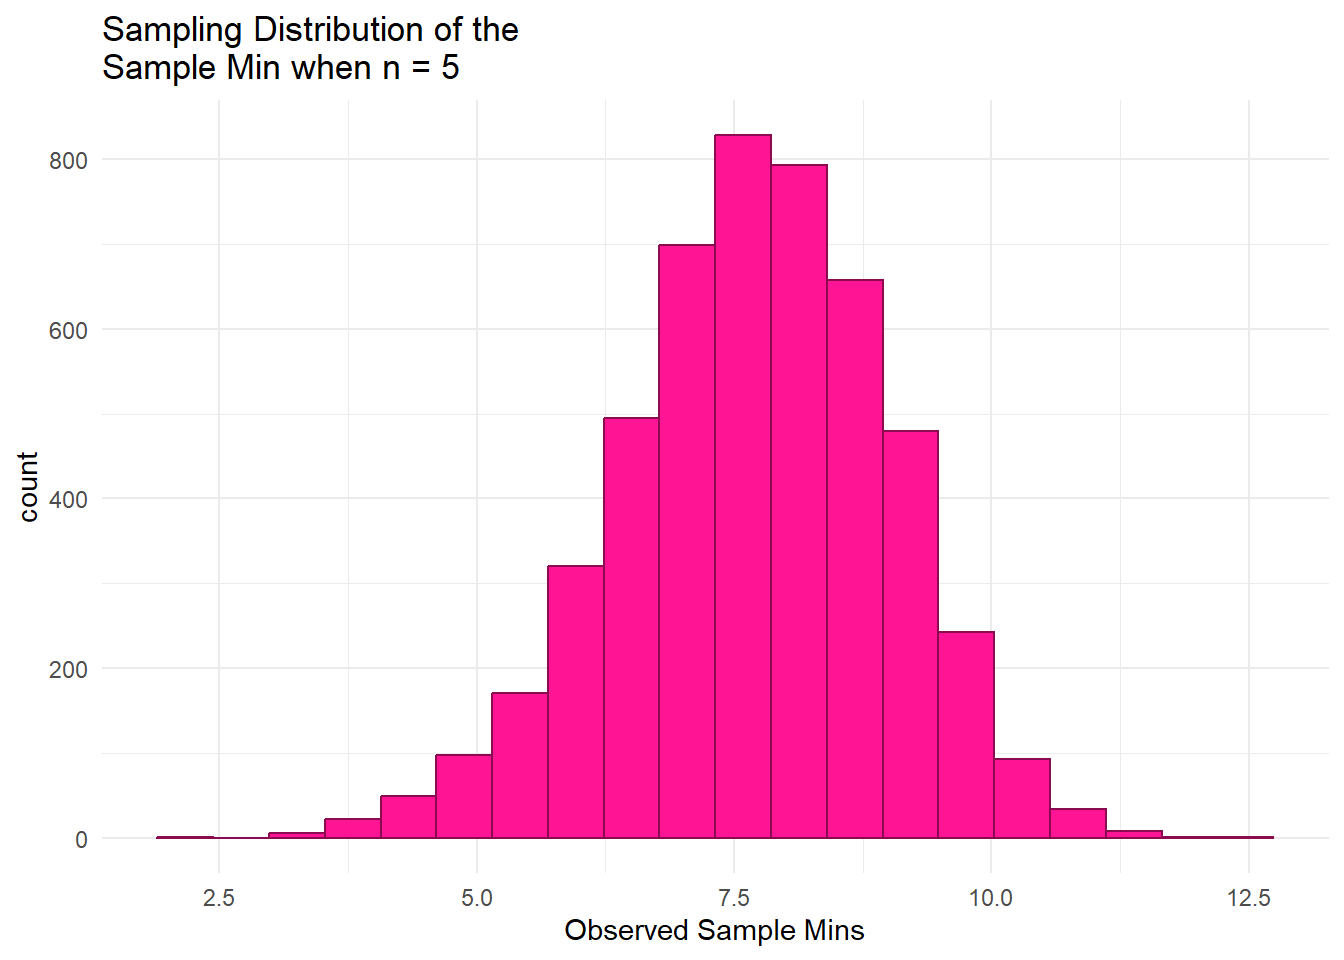 Sampling Distribution of the
Sample Min when n = 5
800
600
400
200
0
count
2.5 5.0 7.5 10.0 12.5
Observed Sample Mins